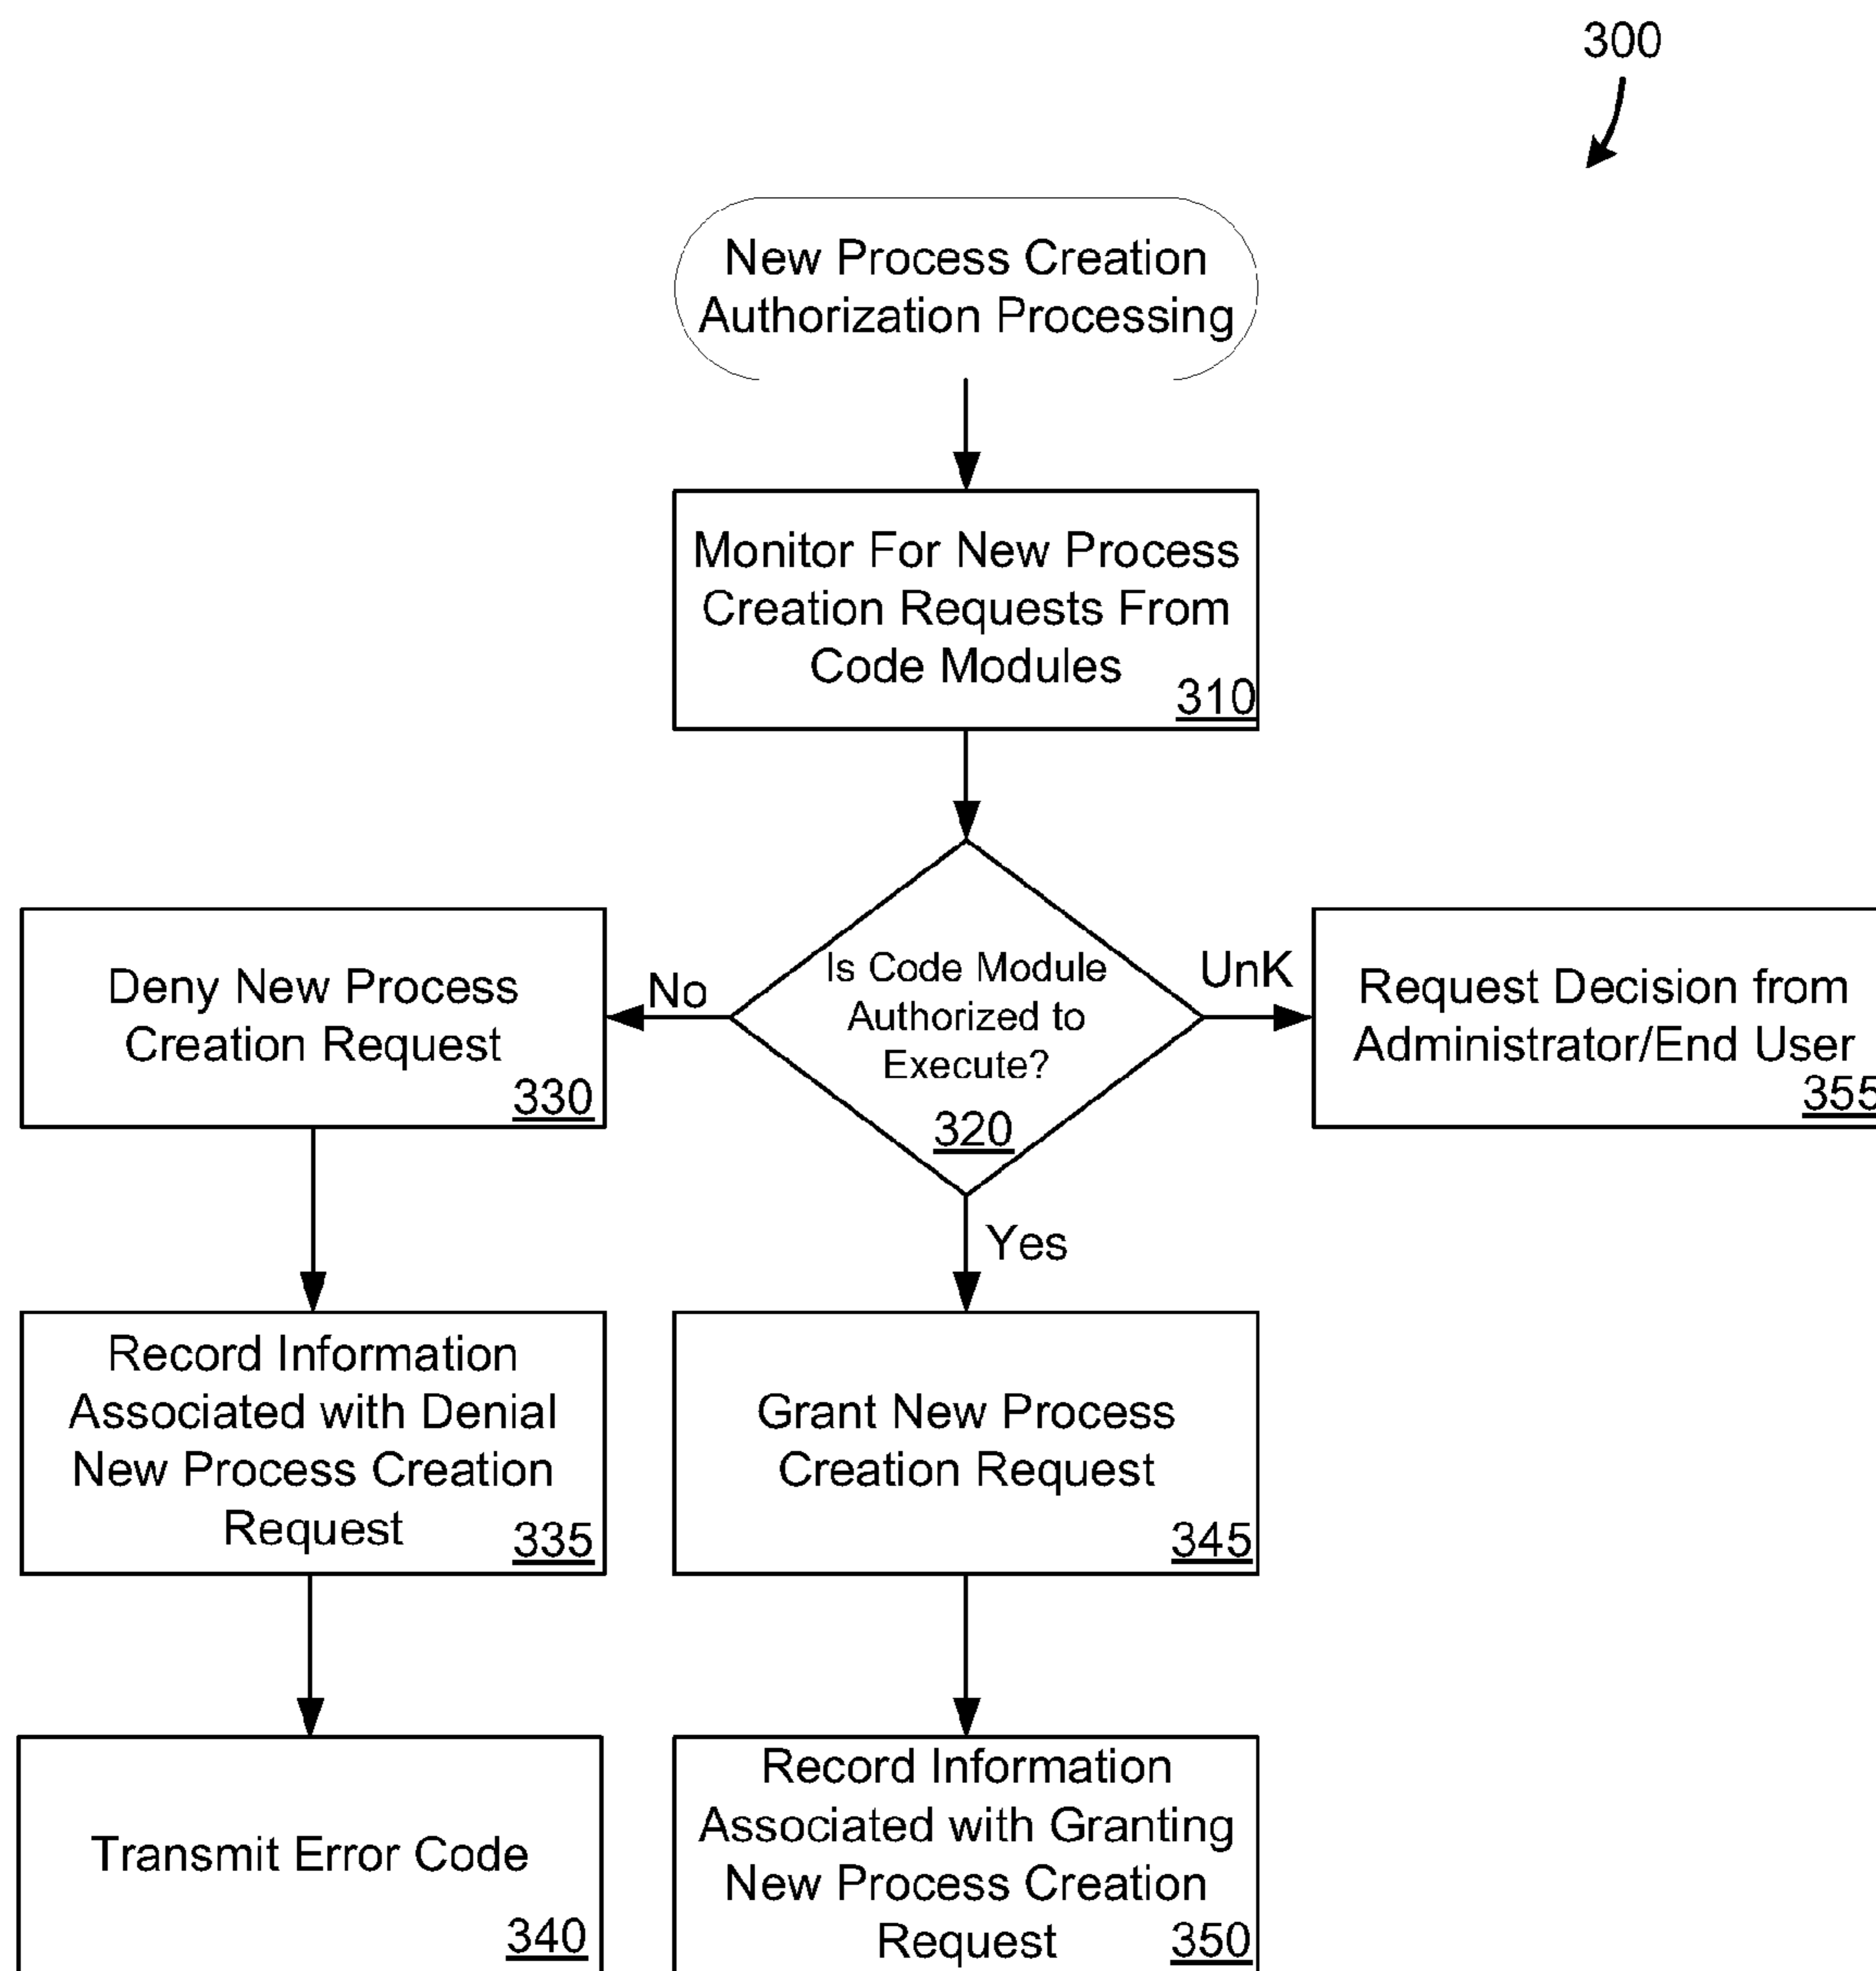 300
New Process Creation
Authorization Processing
Monitor For New Process
Creation Requests From
Code Modules
310
Is Code Module
Authorized to
Execute?
320
No
UnK
Yes
Deny New Process
Creation Request
330
Request Decision from
Administrator/End User
355
Record Information
Associated with Denial
New Process Creation
Request
335
Grant New Process
Creation Request
345
Transmit Error Code
340
Record Information
Associated with Granting
New Process Creation
Request
350